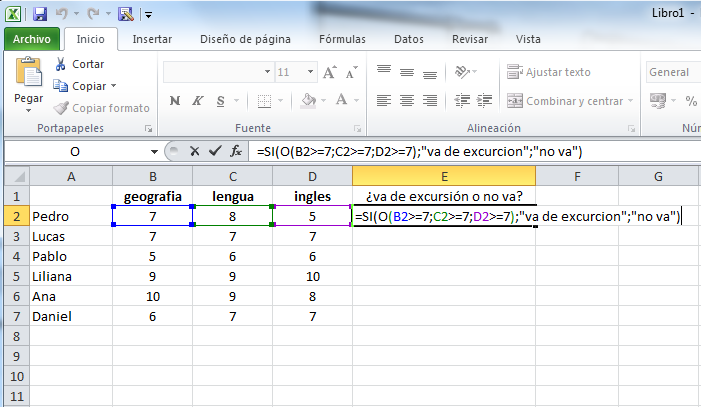 Libro1 -
Archivo Inicio Insertar Diseño de página Fórmulas Datos Revisar Vista
Pegar
Cortar
Copiar
Copiar formato
Portapapeles
11 A A
N K S A
Fuente
Ajustar texto
Combinar y centrar
Alineación
General
%
Núm
O fx =SI(O(B2>=7;C2>=7;D2>=7);"va de excurcion";"no va")
A B C D E F G
1 geografia lengua ingles ¿va de excursión o no va?
2 Pedro 7 8 5 =SI(O(B2>=7;C2>=7;D2>=7);"va de excurcion";"no va")
3 Lucas 7 7 7
4 Pablo 5 6 6
5 Liliana 9 9 10
6 Ana 10 9 8
7 Daniel 6 7 7
8
9
10
11